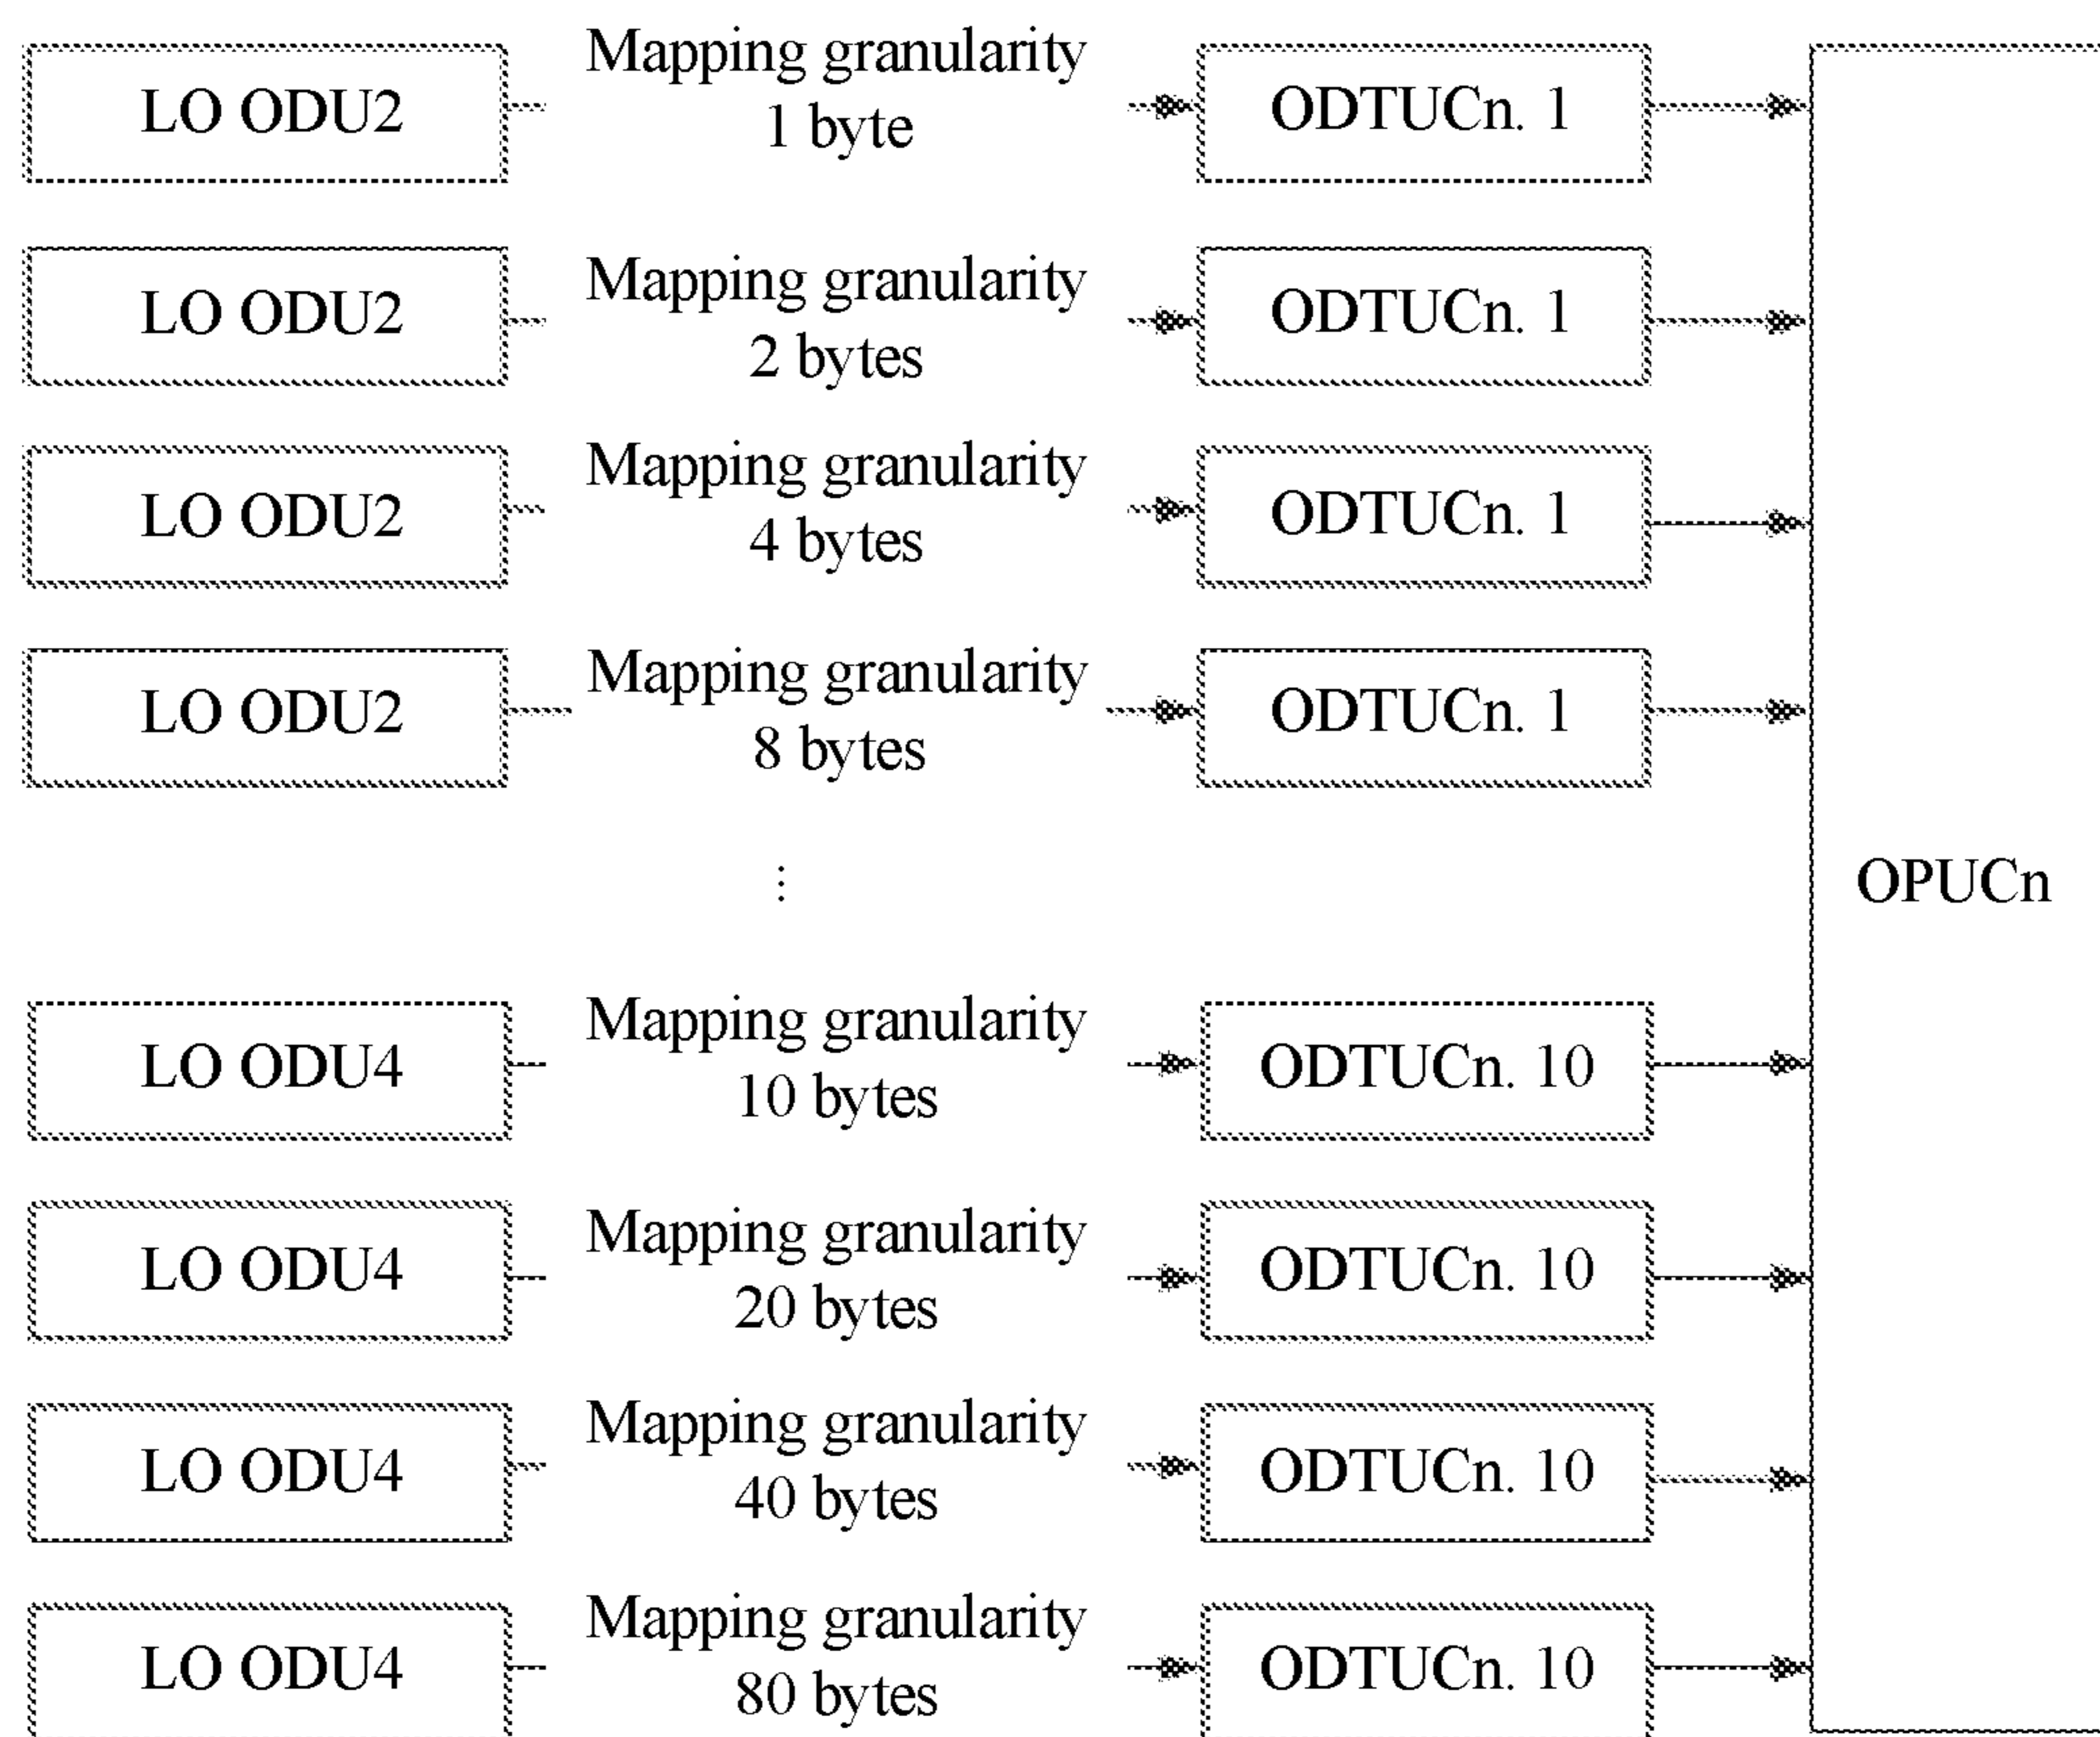 LO ODU2
Mapping granularity
1 byte
ODTUCn. 1
LO ODU2
Mapping granularity
2 bytes
ODTUCn. 1
LO ODU2
Mapping granularity
4 bytes
ODTUCn. 1
LO ODU2
Mapping granularity
8 bytes
ODTUCn. 1
⋮
OPUCn
LO ODU4
Mapping granularity
10 bytes
ODTUCn. 10
LO ODU4
Mapping granularity
20 bytes
ODTUCn. 10
LO ODU4
Mapping granularity
40 bytes
ODTUCn. 10
LO ODU4
Mapping granularity
80 bytes
ODTUCn. 10